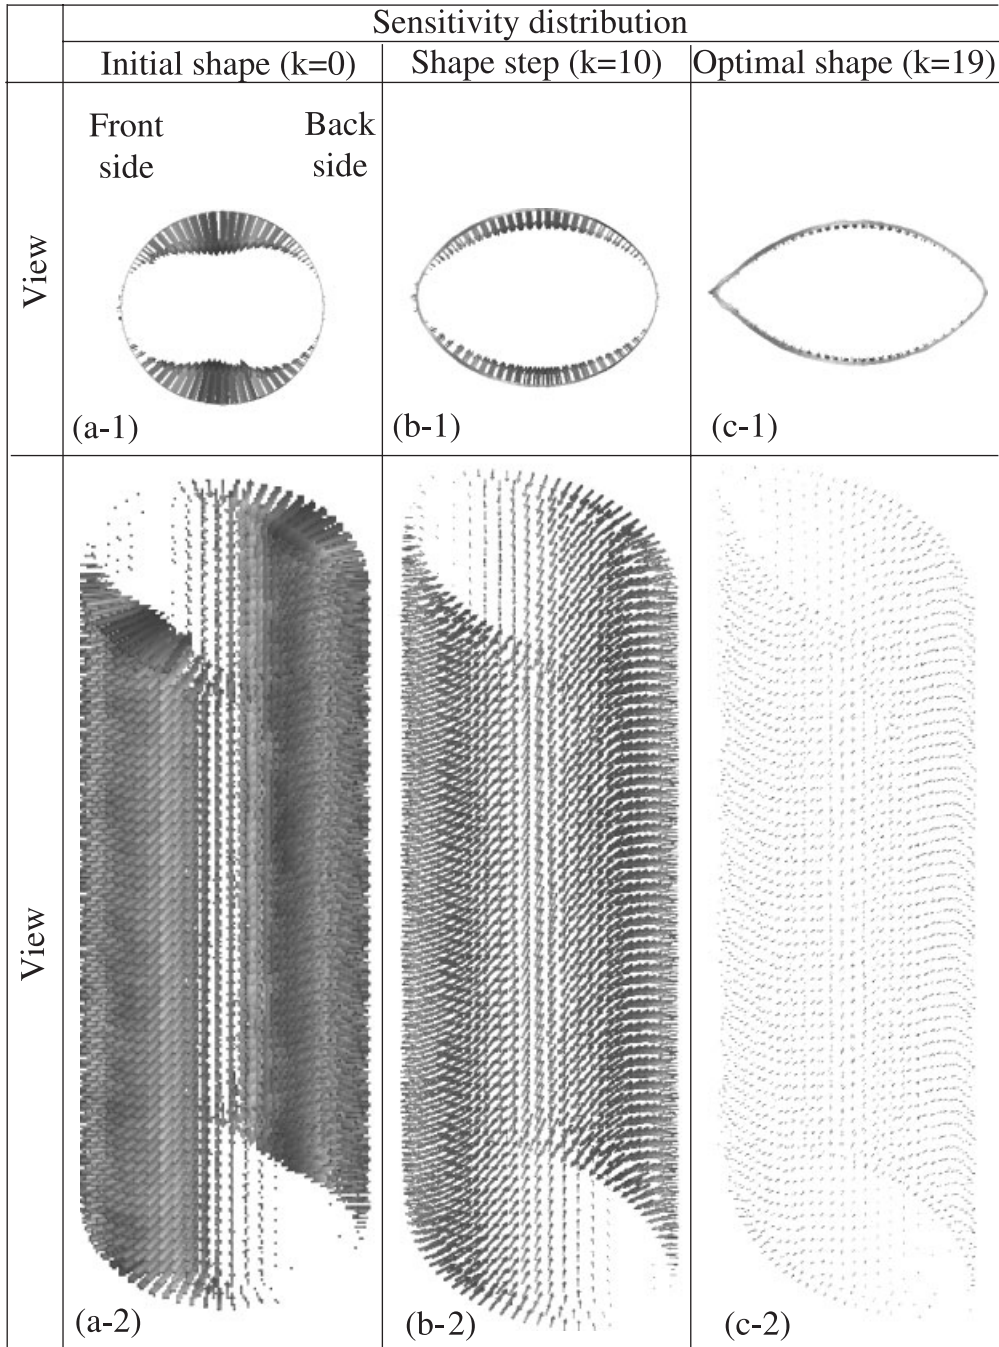 Sensitivity distribution
Initial shape (k=0)
Shape step (k=10)
Optimal shape (k=19)
View
Front
side
Back
side
(a-1)
(b-1)
(c-1)
View
(a-2)
(b-2)
(c-2)